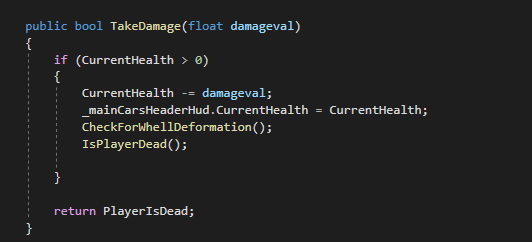 public bool TakeDamage(float damageval)
{
if (CurrentHealth > 0)
{
CurrentHealth -= damageval;
_mainCarsHeaderHud.CurrentHealth = CurrentHealth;
CheckForWhellDeformation();
IsPlayerDead();
}
return PlayerIsDead;
}